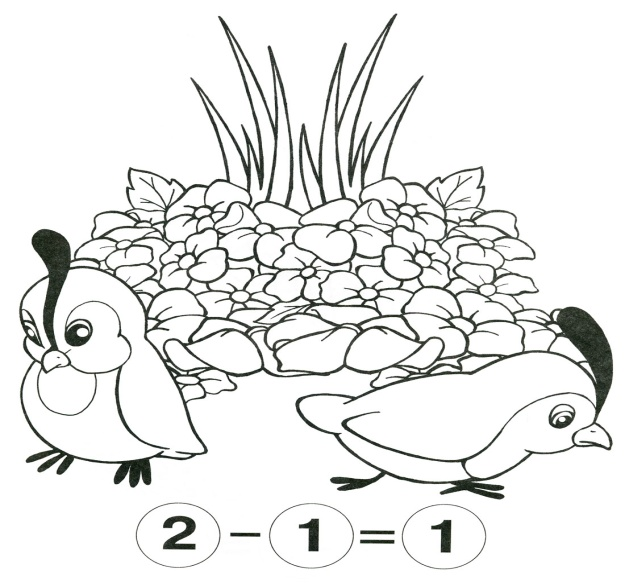 2 - 1 = 1